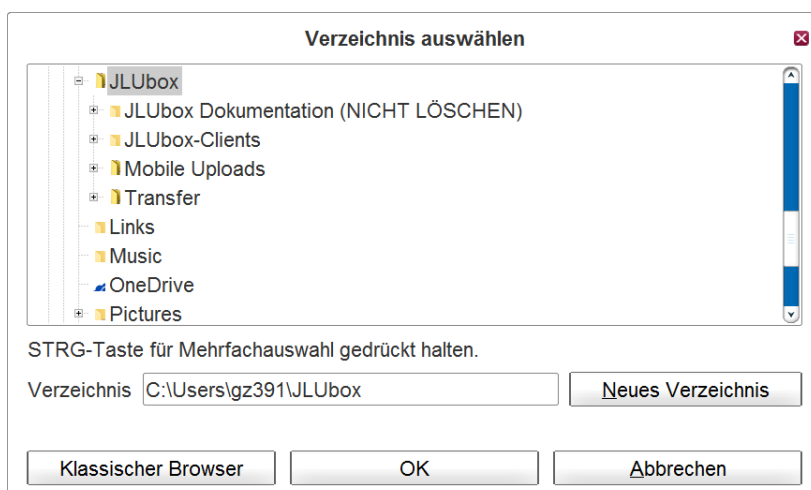 Verzeichnis auswählen
JLUbox
JLUbox Dokumentation (NICHT LÖSCHEN)
JLUbox-Clients
Mobile Uploads
Transfer
Links
Music
OneDrive
Pictures
STRG-Taste für Mehrfachauswahl gedrückt halten.
Verzeichnis C:\Users\gz391\JLUbox Neues Verzeichnis
Klassischer Browser OK Abbrechen